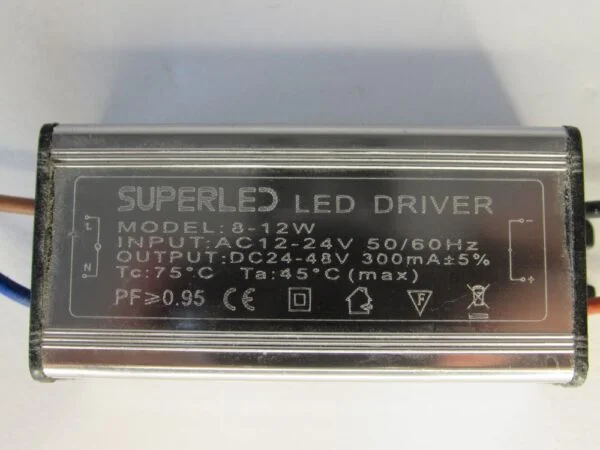 SUPERLED LED DRIVER
MODEL:8-12W
INPUT:AC12-24V 50/60Hz
OUTPUT:DC24-48V 300mA±5%
Tc:75°C Ta:45°C (max)
PF≥0.95 CE F
L
N
-
+